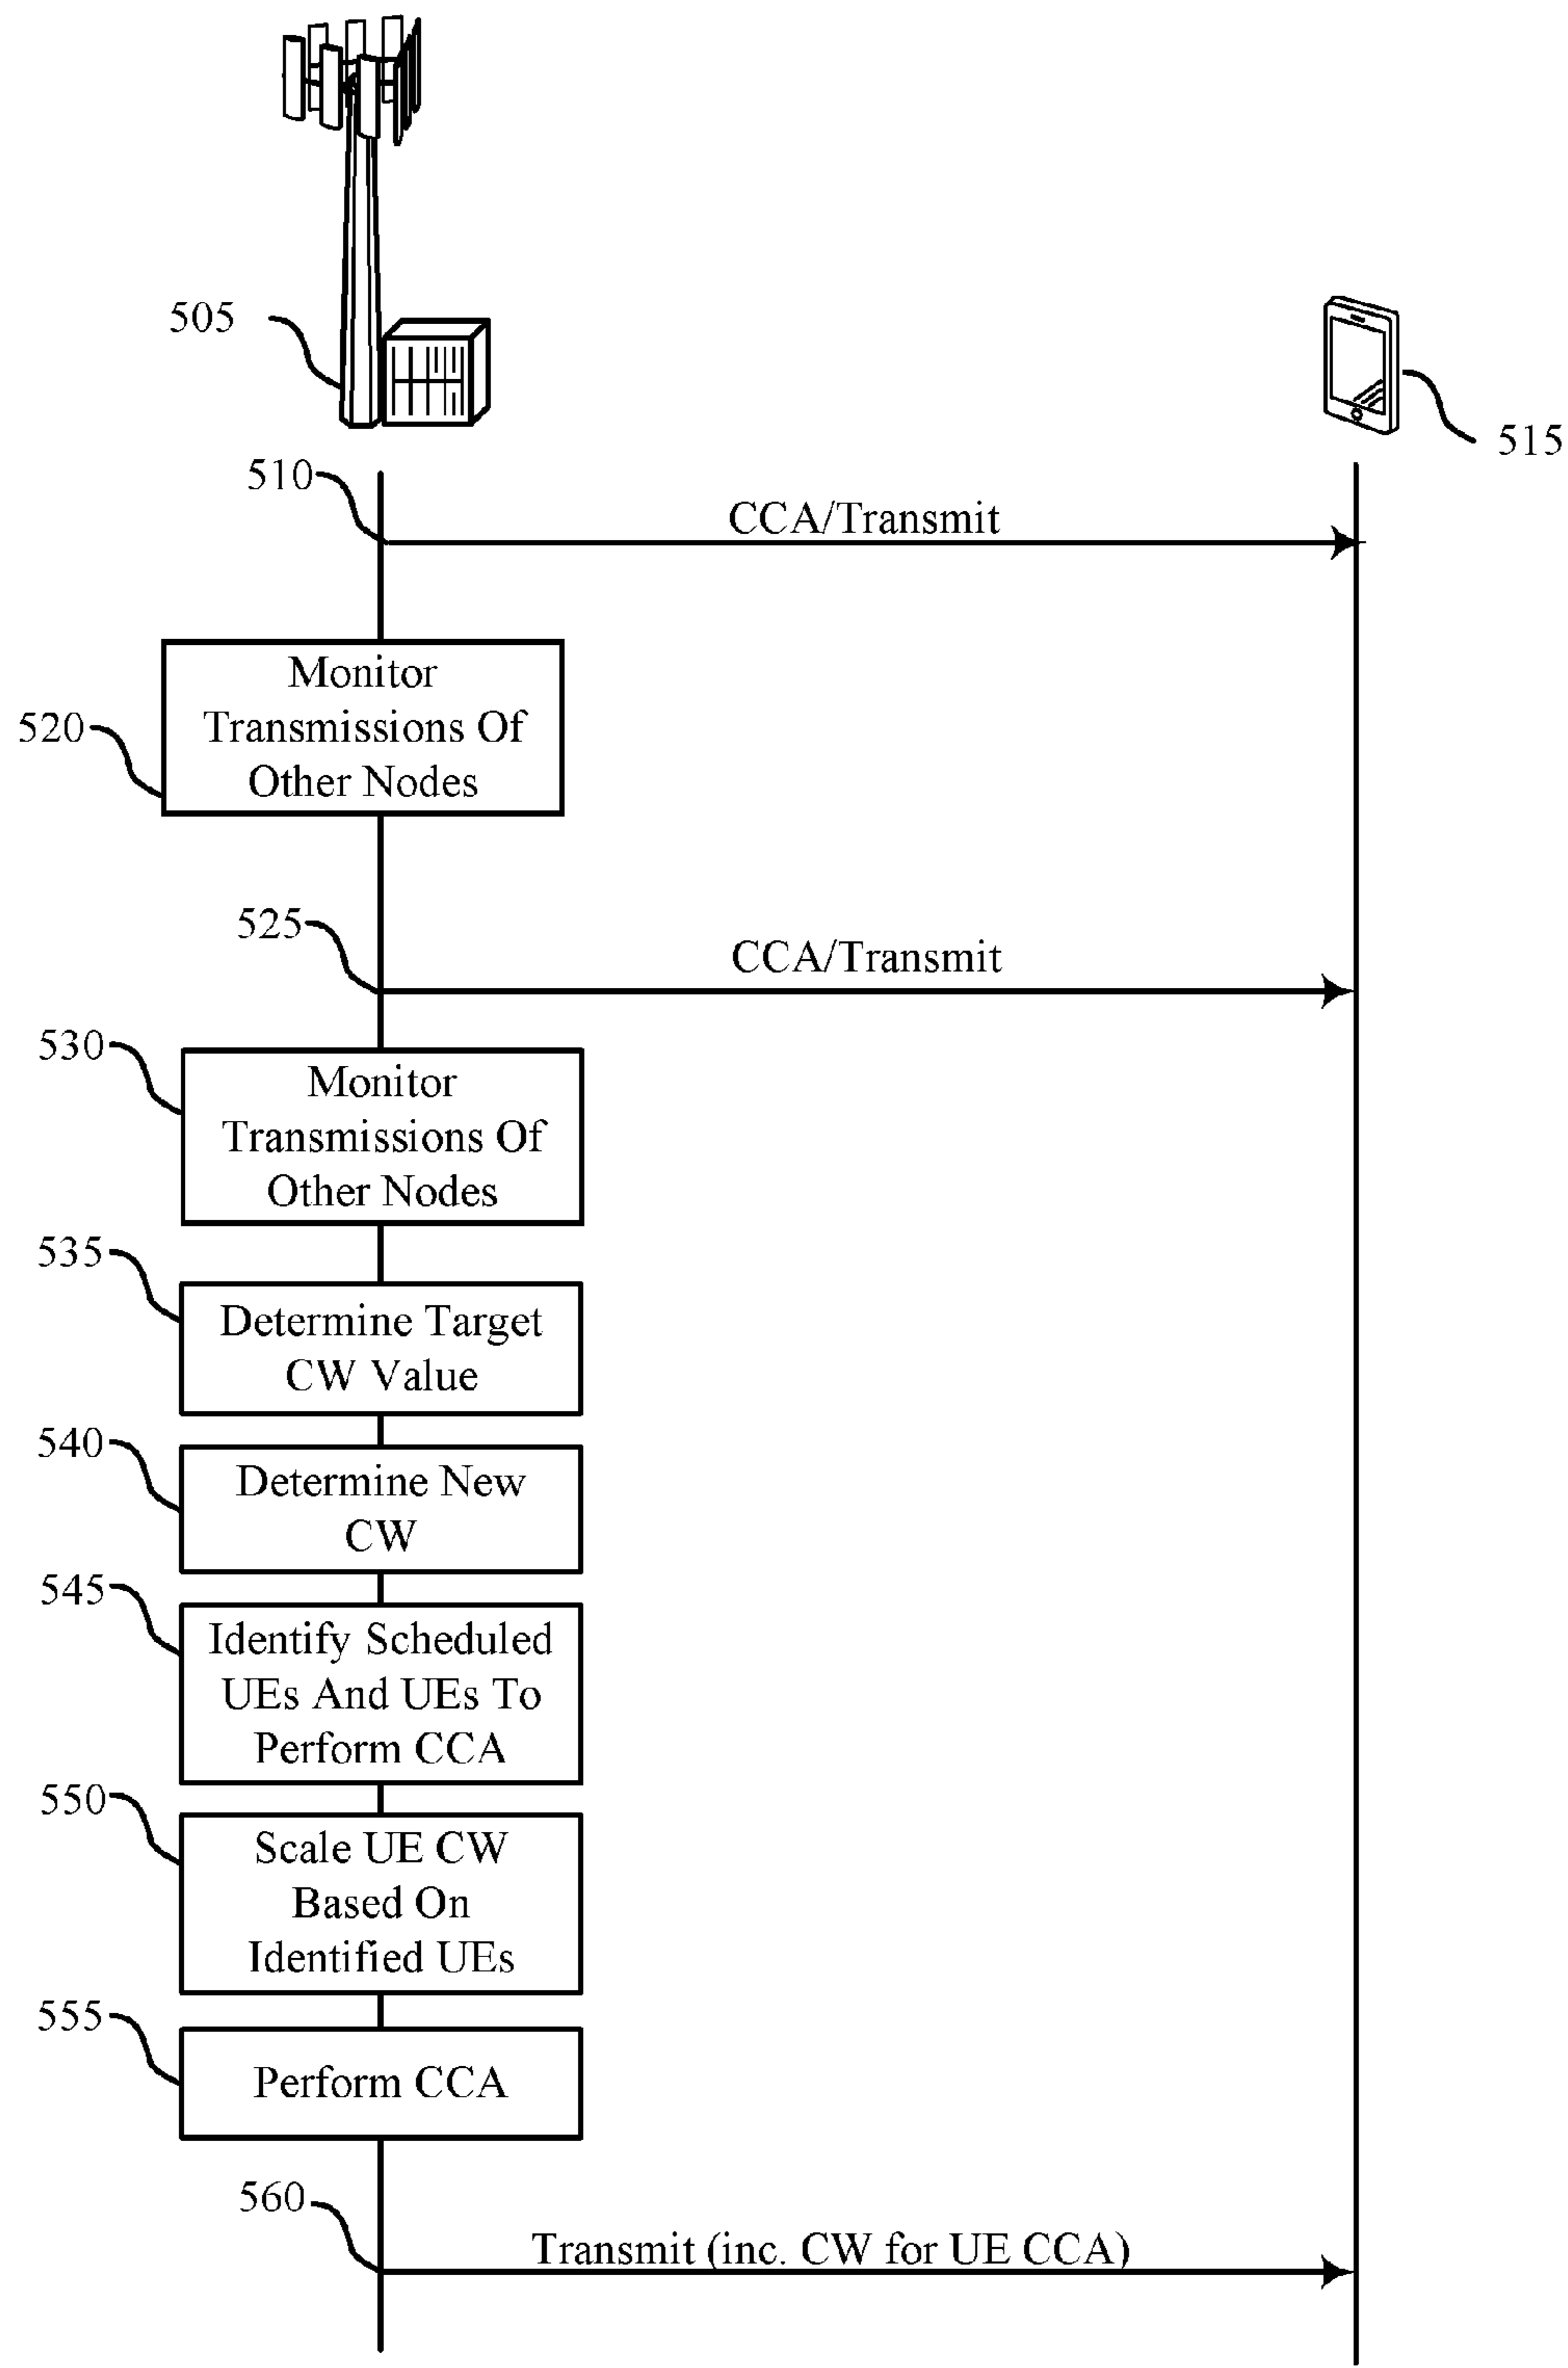 505
515
510
CCA/Transmit
Monitor
Transmissions Of
Other Nodes
520
525
CCA/Transmit
530
Monitor
Transmissions Of
Other Nodes
535
Determine Target
CW Value
540
Determine New
CW
545
Identify Scheduled
UEs And UEs To
Perform CCA
550
Scale UE CW
Based On
Identified UEs
555
Perform CCA
560
Transmit (inc. CW for UE CCA)